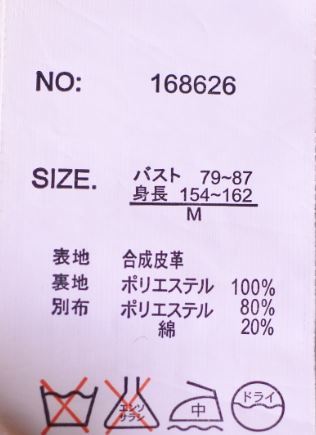 NO: 168626
SIZE. バスト 79~87
身長 154~162
M
表地 合成皮革
裏地 ポリエステル 100%
別布 ポリエステル 80%
綿 20%
エンソ
サラシ
中
ドライ